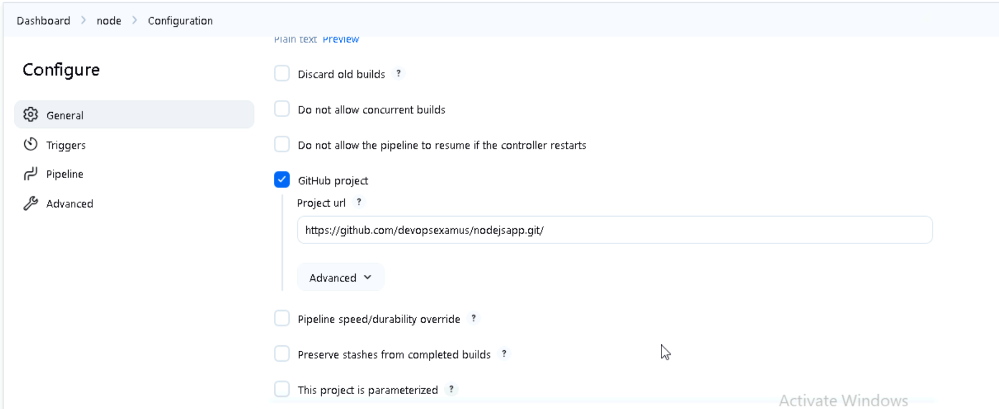 Dashboard > node > Configuration
Plain text Preview
Configure
General
Triggers
Pipeline
Advanced
Discard old builds ?
Do not allow concurrent builds
Do not allow the pipeline to resume if the controller restarts
GitHub project
Project url ?
https://github.com/devopsexamus/nodejsapp.git/
Advanced
Pipeline speed/durability override ?
Preserve stashes from completed builds ?
This project is parameterized ?
Activate Windows